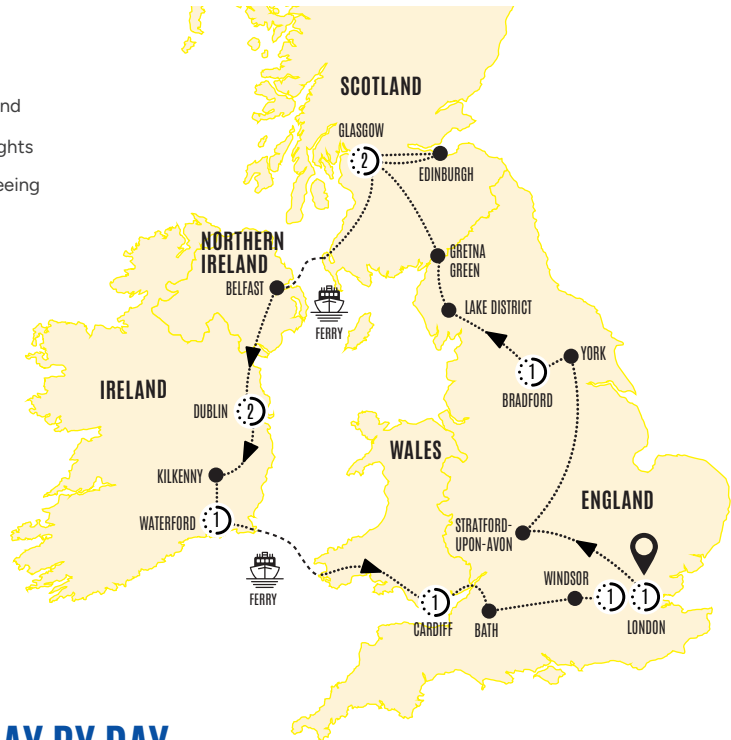 nd
ghts
eeing
SCOTLAND
GLASGOW
2
EDINBURGH
NORTHERN
IRELAND
BELFAST
GRETNA
GREEN
FERRY
LAKE DISTRICT
YORK
1
BRADFORD
IRELAND
DUBLIN
2
WALES
KILKENNY
ENGLAND
WATERFORD
1
STRATFORD-
UPON-AVON
FERRY
WINDSOR
1
1
1
CARDIFF
BATH
LONDON
AY BY DAY